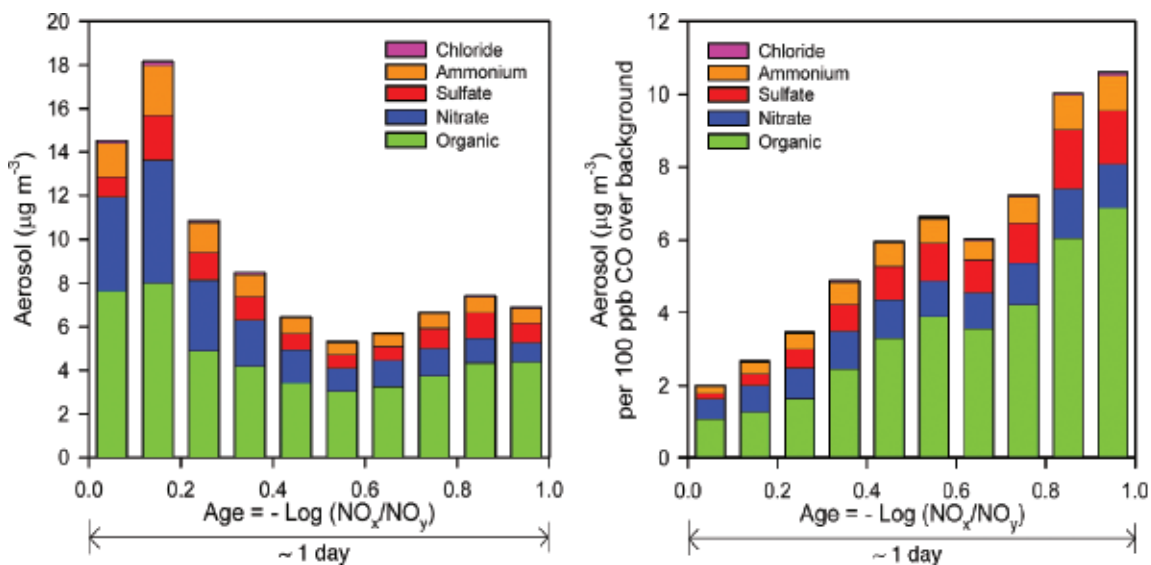 20
18
16
14
12
10
8
6
4
2
0
Aerosol (μg m⁻³)
Chloride
Ammonium
Sulfate
Nitrate
Organic
0.0 0.2 0.4 0.6 0.8 1.0
Age = - Log (NOₓ/NOᵧ)
~ 1 day
12
10
8
6
4
2
0
Aerosol (μg m⁻³)
per 100 ppb CO over background
Chloride
Ammonium
Sulfate
Nitrate
Organic
0.0 0.2 0.4 0.6 0.8 1.0
Age = - Log (NOₓ/NOᵧ)
~ 1 day